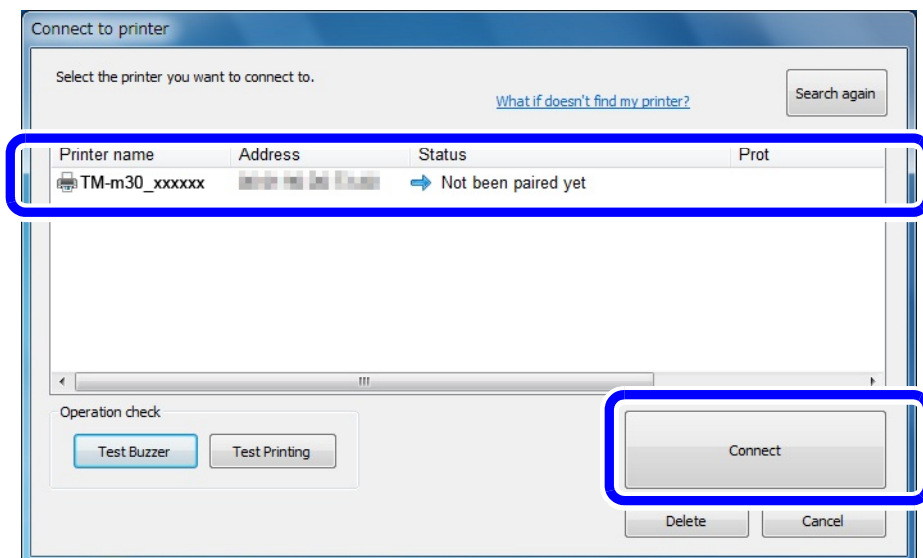 Connect to printer
Select the printer you want to connect to.
What if doesn't find my printer?
Search again
Printer name Address Status Prot
TM-m30_xxxxxx Not been paired yet
Operation check
Test Buzzer Test Printing
Connect
Delete Cancel